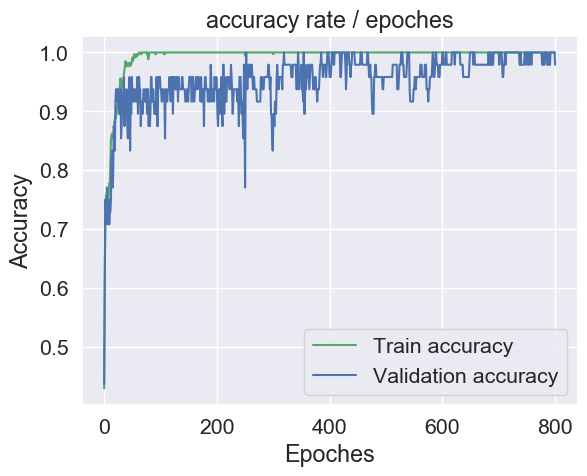 accuracy rate / epoches
1.0
0.9
0.8
0.7
0.6
0.5
Accuracy
0
200
400
600
800
Epoches
Train accuracy
Validation accuracy